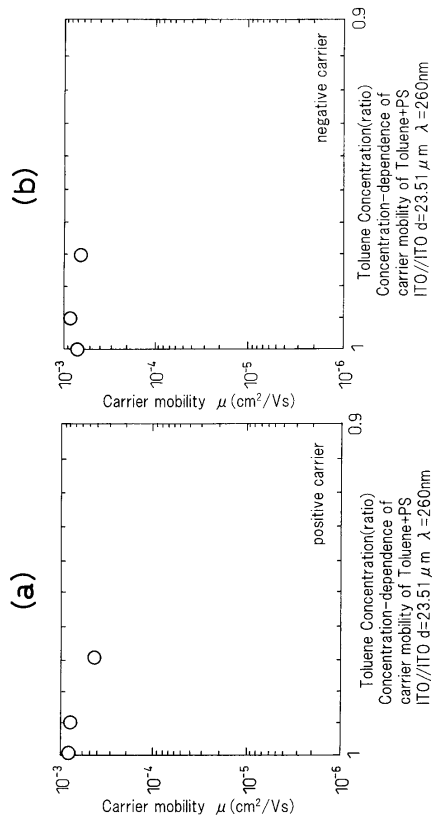 (a)
10⁻³
10⁻⁴
10⁻⁵
10⁻⁶
Carrier mobility μ (cm²/Vs)
positive carrier
1
0.9
Toluene Concentration(ratio)
Concentration-dependence of
carrier mobility of Toluene+PS
ITO//ITO d=23.51 μm λ=260nm
(b)
10⁻³
10⁻⁴
10⁻⁵
10⁻⁶
Carrier mobility μ (cm²/Vs)
negative carrier
1
0.9
Toluene Concentration(ratio)
Concentration-dependence of
carrier mobility of Toluene+PS
ITO//ITO d=23.51 μm λ=260nm